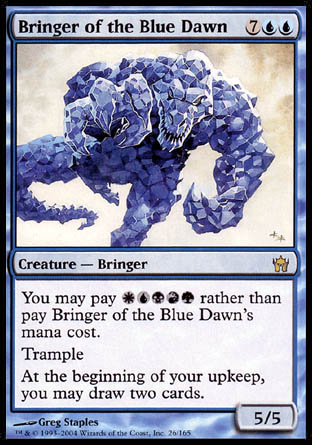 Bringer of the Blue Dawn 7
Creature — Bringer
You may pay rather than
pay Bringer of the Blue Dawn's
mana cost.
Trample
At the beginning of your upkeep,
you may draw two cards.
Greg Staples
5/5
™ & © 1993-2004 Wizards of the Coast, Inc. 26/165